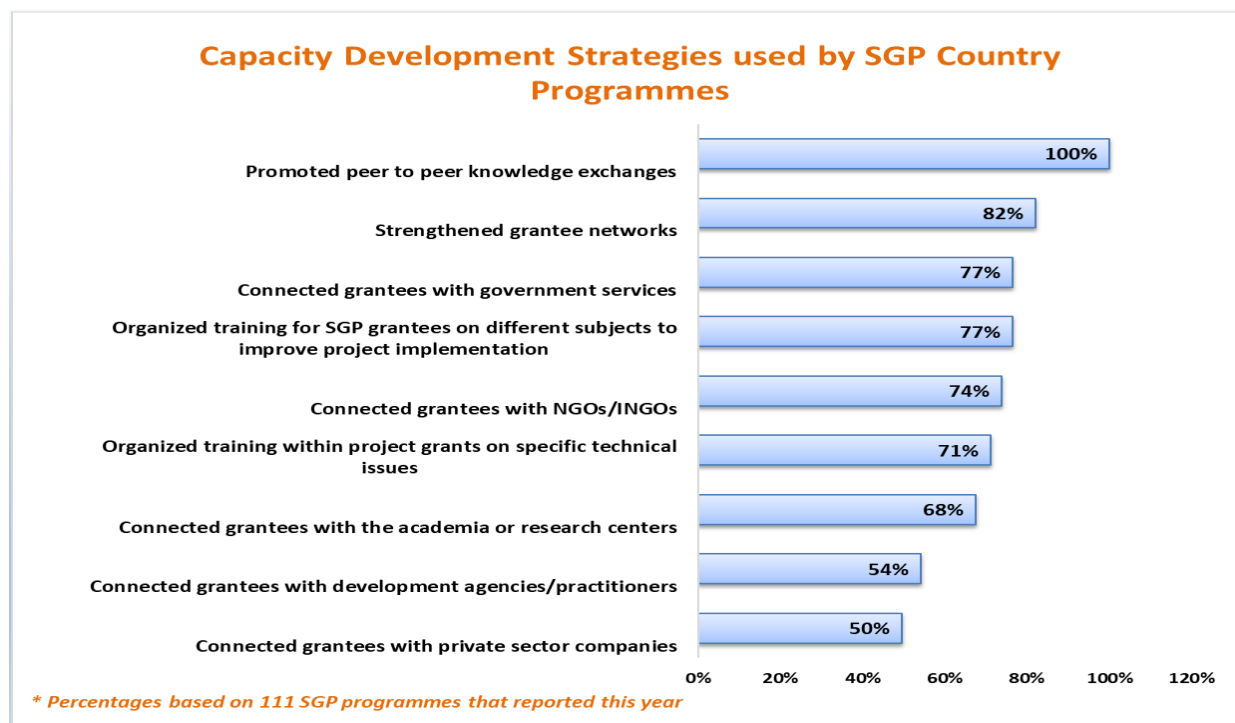 Capacity Development Strategies used by SGP Country
Programmes
Promoted peer to peer knowledge exchanges
100%
Strengthened grantee networks
82%
Connected grantees with government services
77%
Organized training for SGP grantees on different subjects to
improve project implementation
77%
Connected grantees with NGOs/INGOs
74%
Organized training within project grants on specific technical
issues
71%
Connected grantees with the academia or research centers
68%
Connected grantees with development agencies/practitioners
54%
Connected grantees with private sector companies
50%
0% 20% 40% 60% 80% 100% 120%
* Percentages based on 111 SGP programmes that reported this year